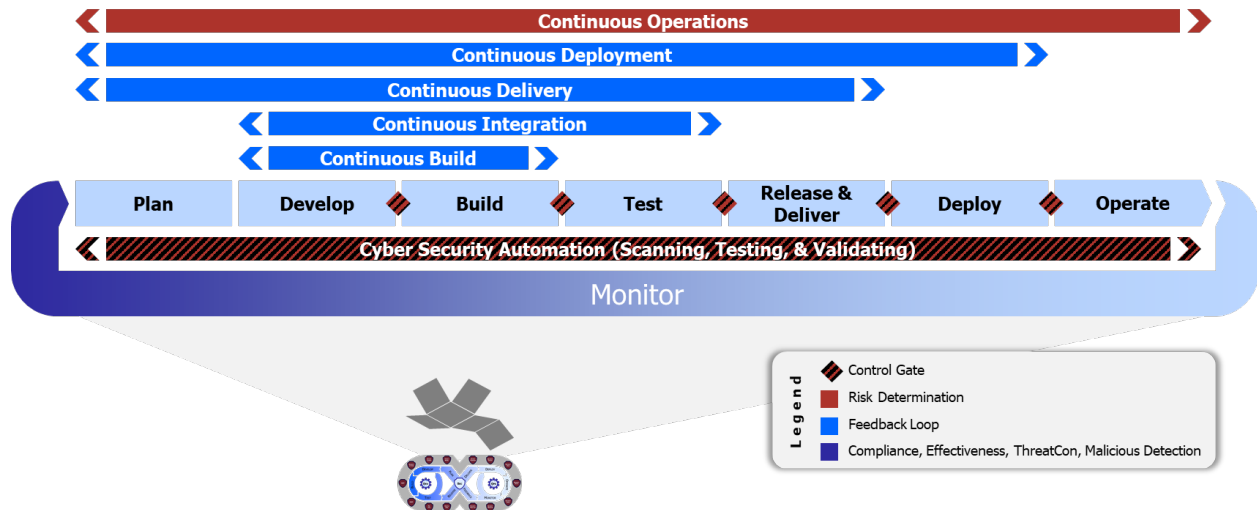 Continuous Operations
Continuous Deployment
Continuous Delivery
Continuous Integration
Continuous Build
Plan
Develop
Build
Test
Release &
Deliver
Deploy
Operate
Cyber Security Automation (Scanning, Testing, & Validating)
Monitor
Legend
Control Gate
Risk Determination
Feedback Loop
Compliance, Effectiveness, ThreatCon, Malicious Detection